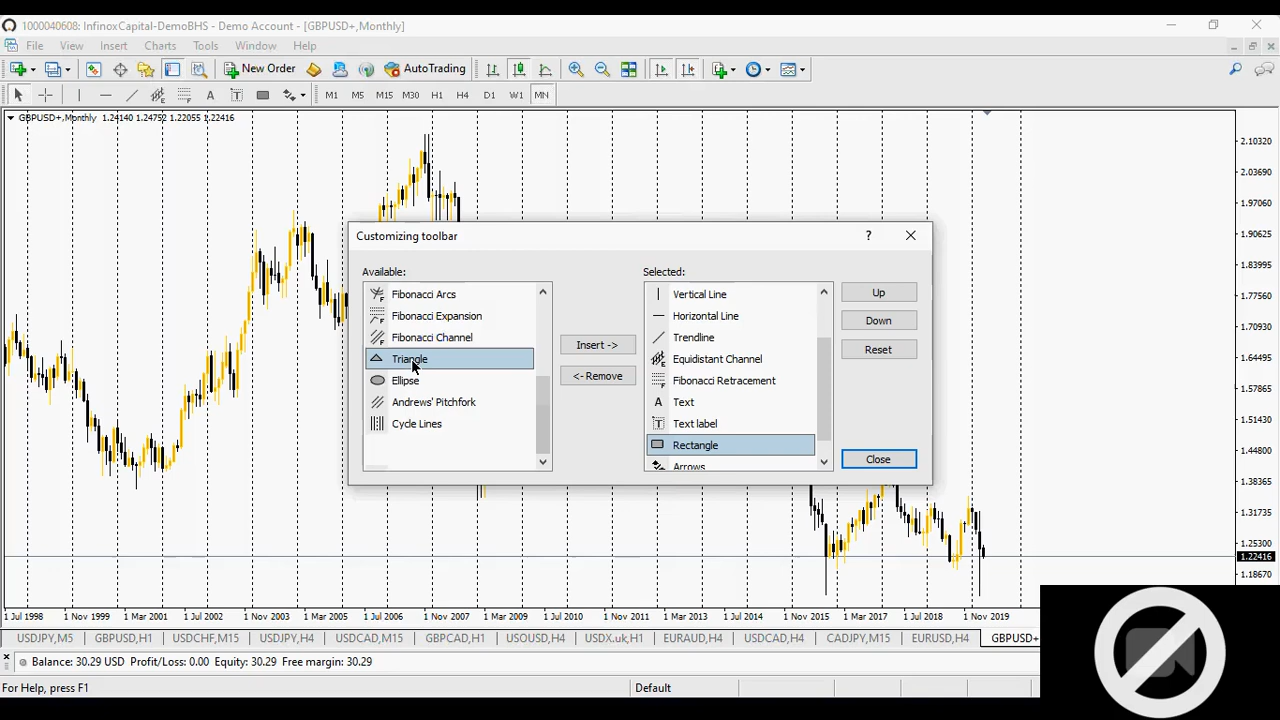 1000040608: InfinoxCapital-DemoBHS - Demo Account - [GBPUSD+,Monthly]
File View Insert Charts Tools Window Help
New Order AutoTrading
A T M1 M5 M15 M30 H1 H4 D1 W1 MN
GBPUSD+,Monthly 1.24140 1.24752 1.22055 1.22416
2.10320
2.03690
1.97060
1.90625
1.83995
1.77560
1.70930
1.64495
1.57865
1.51430
1.44800
1.38365
1.31735
1.25300
1.22416
1.18670
Customizing toolbar ?
Available:
Fibonacci Arcs
Fibonacci Expansion
Fibonacci Channel
Triangle
Ellipse
Andrews' Pitchfork
Cycle Lines
Insert ->
<- Remove
Selected:
Vertical Line
Horizontal Line
Trendline
Equidistant Channel
Fibonacci Retracement
A Text
Text label
Rectangle
Arrows
Up
Down
Reset
Close
1 Jul 1998 1 Nov 1999 1 Mar 2001 1 Jul 2002 1 Nov 2003 1 Mar 2005 1 Jul 2006 1 Nov 2007 1 Mar 2009 1 Jul 2010 1 Nov 2011 1 Mar 2013 1 Jul 2014 1 Nov 2015 1 Mar 2017 1 Jul 2018 1 Nov 2019
USDJPY,M5 GBPUSD,H1 USDCHF,M15 USDJPY,H4 USDCAD,M15 GBPCAD,H1 USOUSD,H4 USDX.uk,H1 EURAUD,H4 USDCAD,H4 CADJPY,M15 EURUSD,H4 GBPUSD+
Balance: 30.29 USD Profit/Loss: 0.00 Equity: 30.29 Free margin: 30.29
For Help, press F1 Default